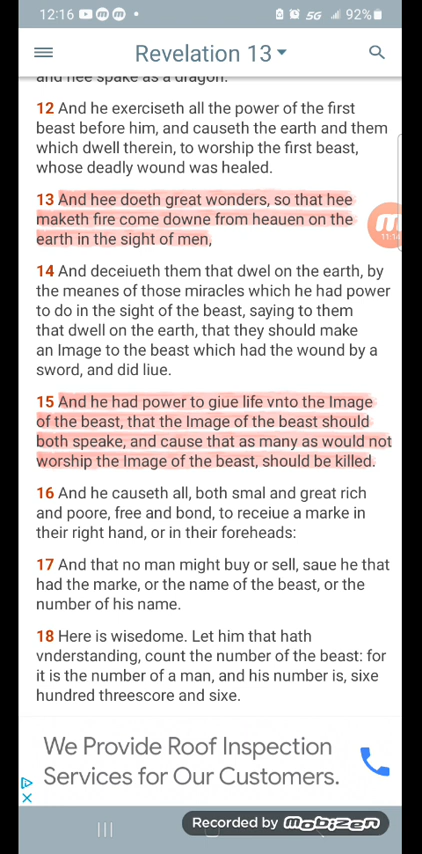 12:16
5G
92%
Revelation 13
and hee spake as a dragon.
12 And he exerciseth all the power of the first
beast before him, and causeth the earth and them
which dwell therein, to worship the first beast,
whose deadly wound was healed.
13 And hee doeth great wonders, so that hee
maketh fire come downe from heauen on the
earth in the sight of men,
11:14
14 And deceiueth them that dwel on the earth, by
the meanes of those miracles which he had power
to do in the sight of the beast, saying to them
that dwell on the earth, that they should make
an Image to the beast which had the wound by a
sword, and did liue.
15 And he had power to giue life vnto the Image
of the beast, that the Image of the beast should
both speake, and cause that as many as would not
worship the Image of the beast, should be killed.
16 And he causeth all, both smal and great rich
and poore, free and bond, to receiue a marke in
their right hand, or in their foreheads:
17 And that no man might buy or sell, saue he that
had the marke, or the name of the beast, or the
number of his name.
18 Here is wisedome. Let him that hath
vnderstanding, count the number of the beast: for
it is the number of a man, and his number is, sixe
hundred threescore and sixe.
We Provide Roof Inspection
Services for Our Customers.
Recorded by mobizen